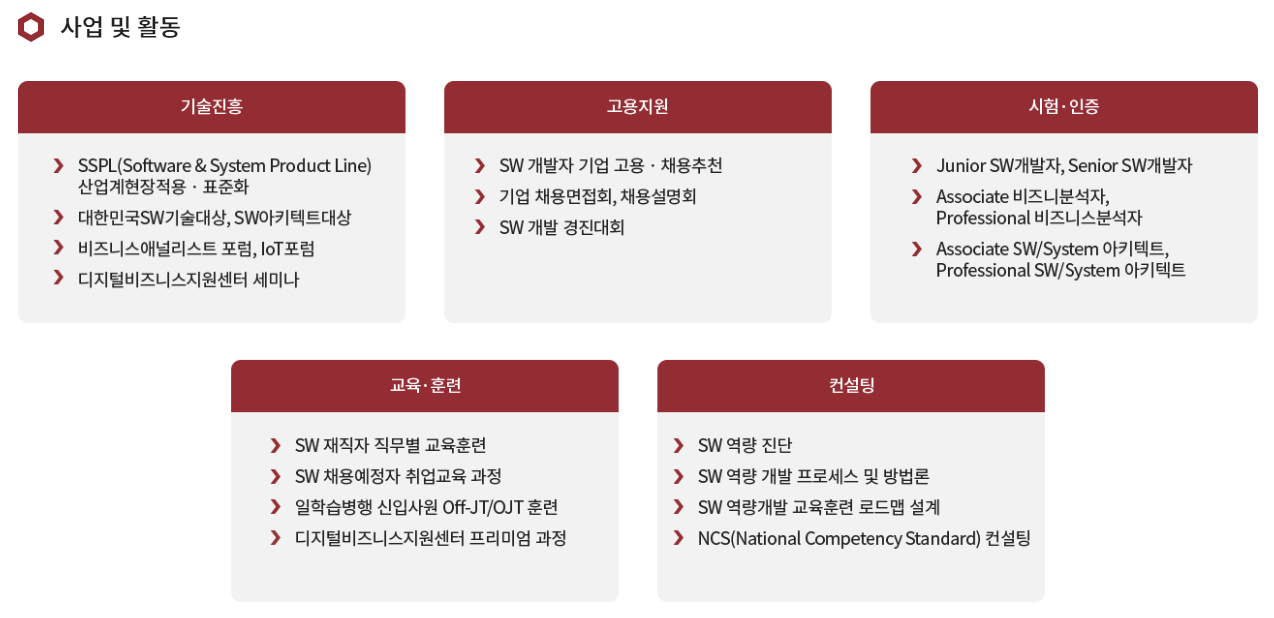 사업 및 활동
기술진흥
SSPL(Software & System Product Line)
산업계현장적용 · 표준화
대한민국SW기술대상, SW아키텍트대상
비즈니스애널리스트 포럼, IoT포럼
디지털비즈니스지원센터 세미나
고용지원
SW 개발자 기업 고용 · 채용추천
기업 채용면접회, 채용설명회
SW 개발 경진대회
시험·인증
Junior SW개발자, Senior SW개발자
Associate 비즈니분석자,
Professional 비즈니스분석자
Associate SW/System 아키텍트,
Professional SW/System 아키텍트
교육·훈련
SW 재직자 직무별 교육훈련
SW 채용예정자 취업교육 과정
일학습병행 신입사원 Off-JT/OJT 훈련
디지털비즈니스지원센터 프리미엄 과정
컨설팅
SW 역량 진단
SW 역량 개발 프로세스 및 방법론
SW 역량개발 교육훈련 로드맵 설계
NCS(National Competency Standard) 컨설팅